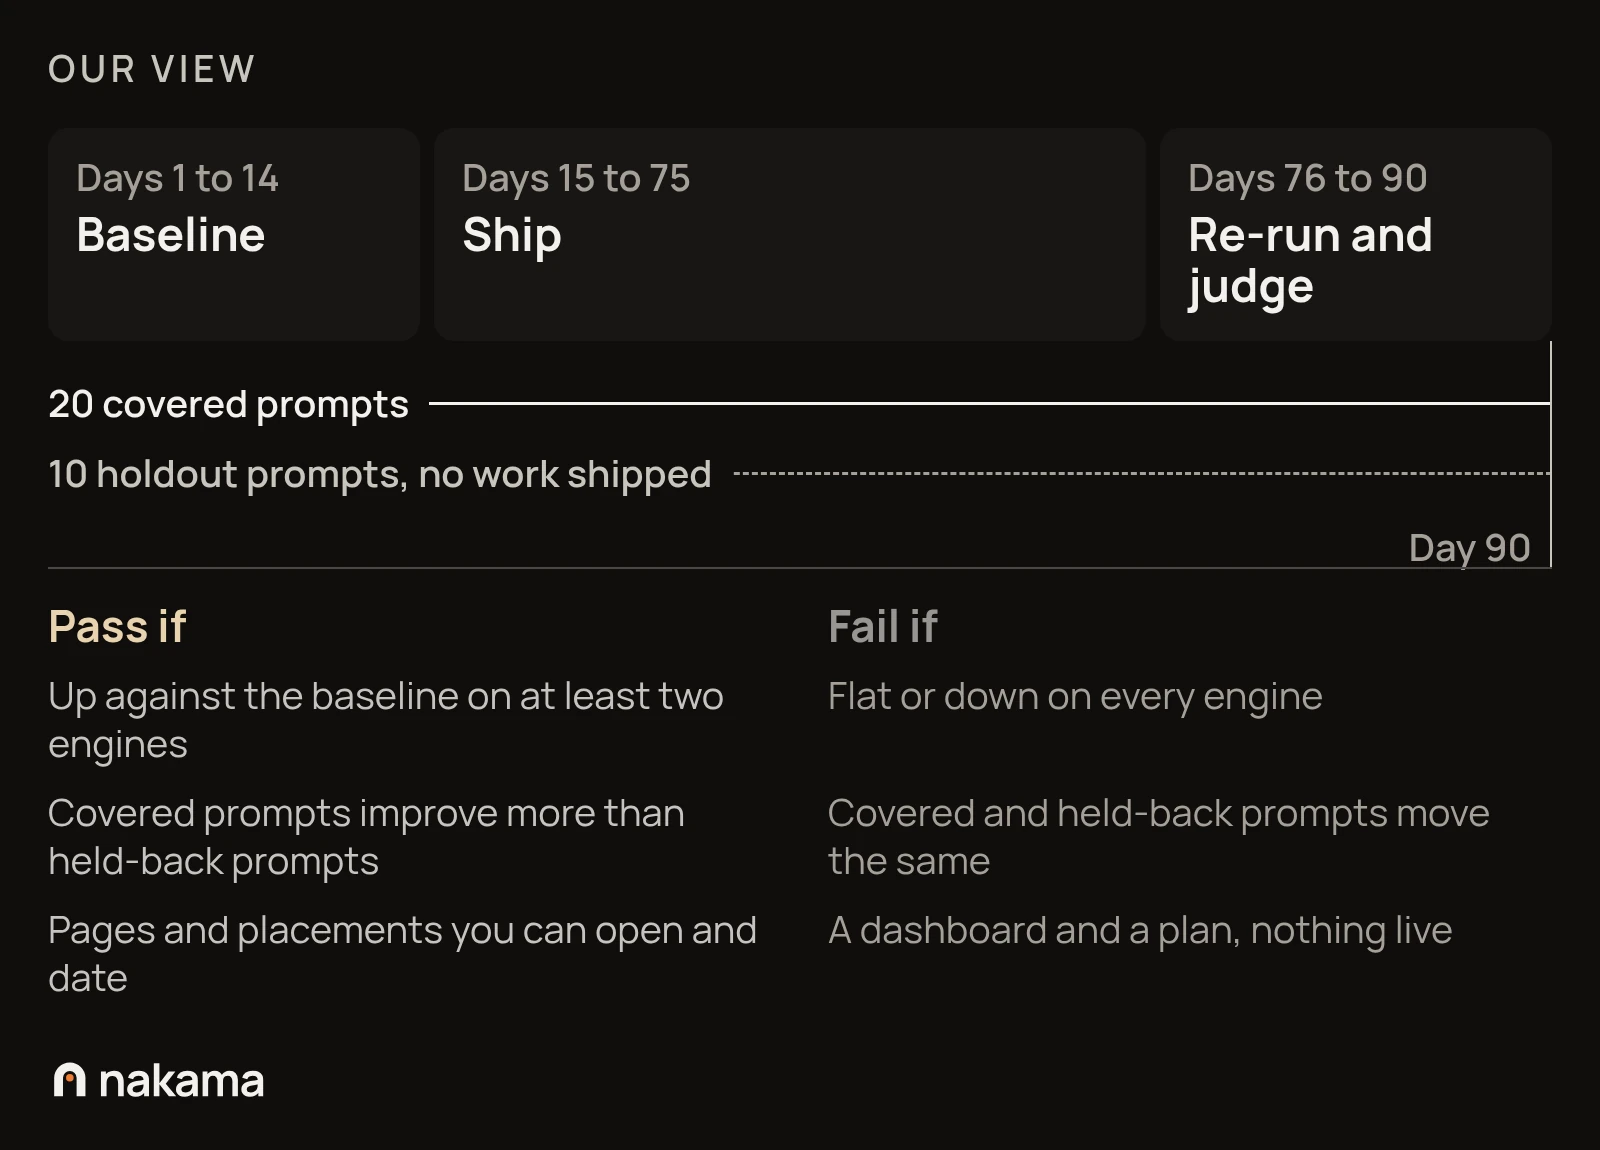 OUR VIEW
Days 1 to 14
Baseline
Days 15 to 75
Ship
Days 76 to 90
Re-run and
judge
20 covered prompts
10 holdout prompts, no work shipped
Day 90
Pass if
Up against the baseline on at least two
engines
Covered prompts improve more than
held-back prompts
Pages and placements you can open and
date
Fail if
Flat or down on every engine
Covered and held-back prompts move
the same
A dashboard and a plan, nothing live
nakama